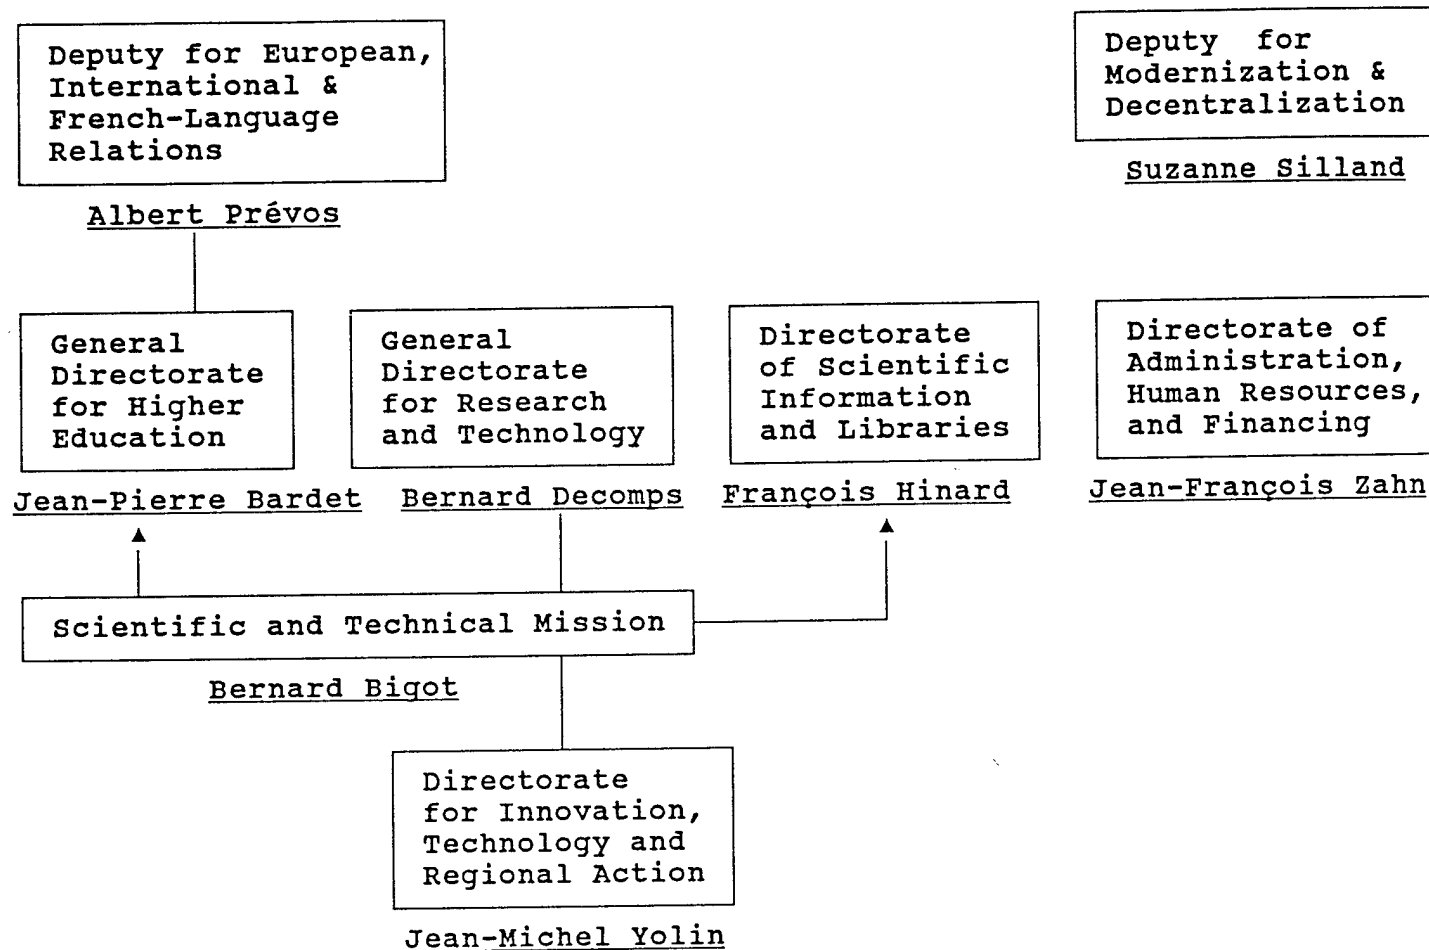 Deputy for European,
International &
French-Language
Relations
Albert Prévos
Deputy for
Modernization &
Decentralization
Suzanne Silland
General
Directorate
for Higher
Education
Jean-Pierre Bardet
General
Directorate
for Research
and Technology
Bernard Decomps
Directorate
of Scientific
Information
and Libraries
François Hinard
Directorate of
Administration,
Human Resources,
and Financing
Jean-François Zahn
Scientific and Technical Mission
Bernard Bigot
Directorate
for Innovation,
Technology and
Regional Action
Jean-Michel Yolin